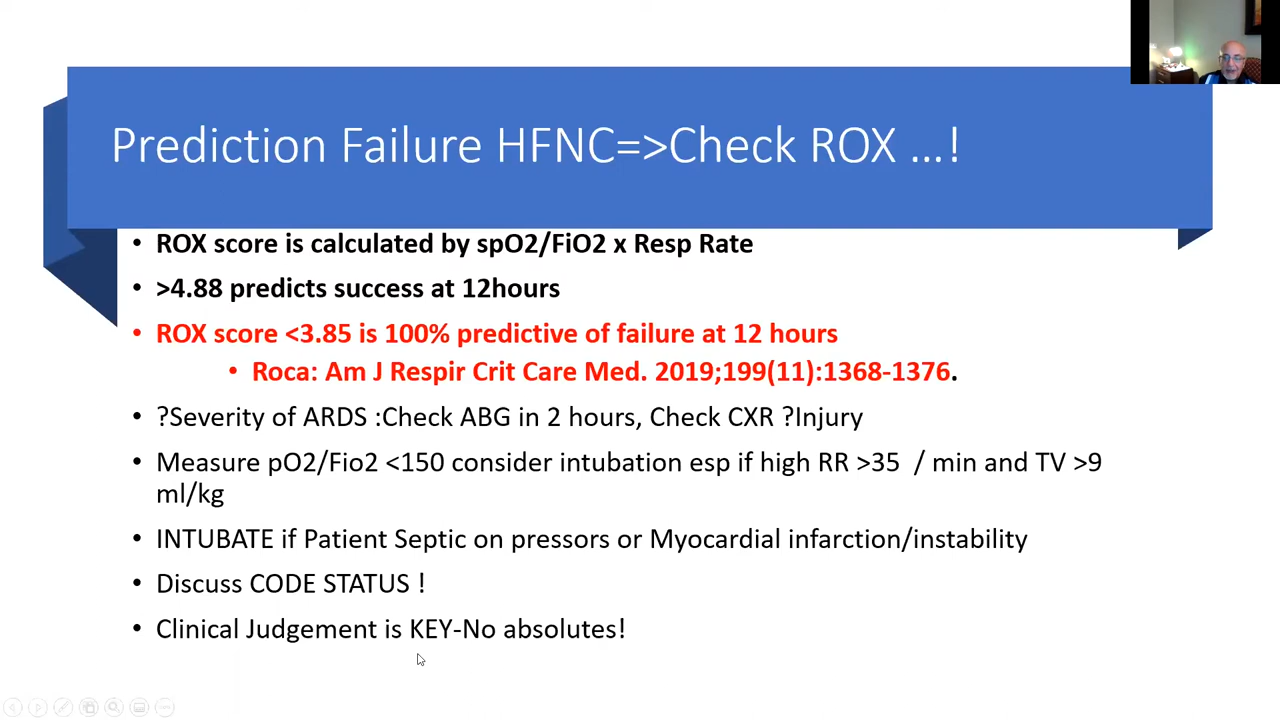 Prediction Failure HFNC=>Check ROX ...!
• ROX score is calculated by spO2/FiO2 x Resp Rate
• >4.88 predicts success at 12hours
• ROX score <3.85 is 100% predictive of failure at 12 hours
• Roca: Am J Respir Crit Care Med. 2019;199(11):1368-1376.
• ?Severity of ARDS :Check ABG in 2 hours, Check CXR ?Injury
• Measure pO2/Fio2 <150 consider intubation esp if high RR >35 / min and TV >9
ml/kg
• INTUBATE if Patient Septic on pressors or Myocardial infarction/instability
• Discuss CODE STATUS !
• Clinical Judgement is KEY-No absolutes!